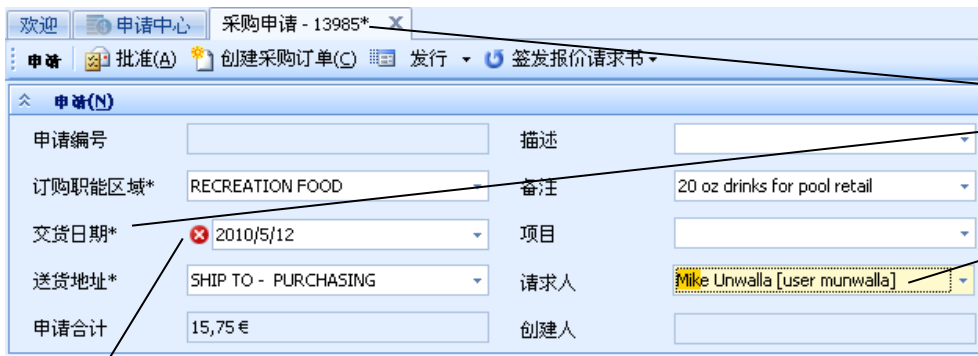 欢迎 申请中心 采购申请 - 13985* X
申请 批准(A) 创建采购订单(C) 发行 签发报价请求书
申请(N)
申请编号 描述
订购职能区域* RECREATION FOOD 备注 20 oz drinks for pool retail
交货日期* 2010/5/12 项目
送货地址* SHIP TO - PURCHASING 请求人 Mike Unwalla [user munwalla]
申请合计 15,75 € 创建人